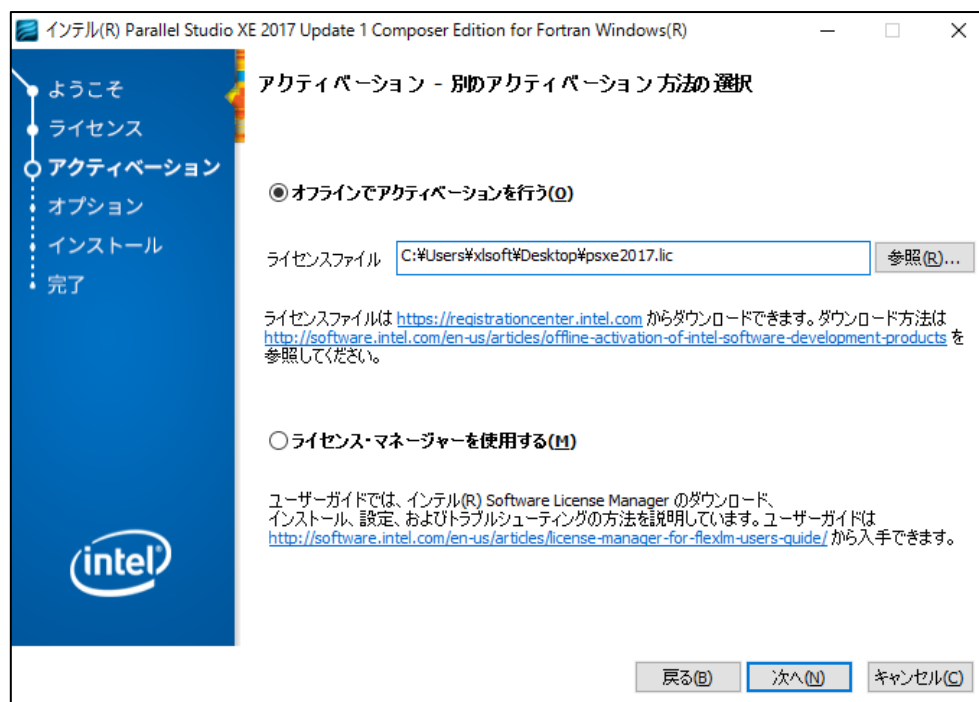 インテル(R) Parallel Studio XE 2017 Update 1 Composer Edition for Fortran Windows(R)
ようこそ
ライセンス
アクティベーション
オプション
インストール
完了
アクティベーション - 別のアクティベーション方法の選択
オフラインでアクティベーションを行う(O)
ライセンスファイル C:¥Users¥xlsoft¥Desktop¥psxe2017.lic 参照(R)...
ライセンスファイルは https://registrationcenter.intel.com からダウンロードできます。ダウンロード方法は
http://software.intel.com/en-us/articles/offline-activation-of-intel-software-development-products を
参照してください。
ライセンス・マネージャーを使用する(M)
ユーザーガイドでは、インテル(R) Software License Manager のダウンロード、
インストール、設定、およびトラブルシューティングの方法を説明しています。ユーザーガイドは
http://software.intel.com/en-us/articles/license-manager-for-flexlm-users-guide/ から入手できます。
intel
戻る(B) 次へ(N) キャンセル(C)